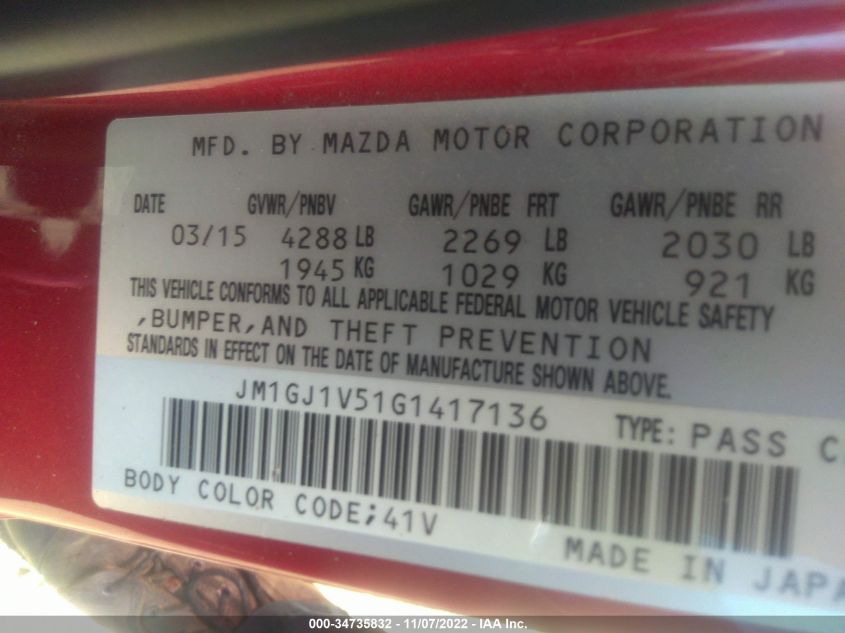 MFD. BY MAZDA MOTOR CORPORATION
DATE GVWR/PNBV GAWR/PNBE FRT GAWR/PNBE RR
03/15 4288 LB 2269 LB 2030 LB
1945 KG 1029 KG 921 KG
THIS VEHICLE CONFORMS TO ALL APPLICABLE FEDERAL MOTOR VEHICLE SAFETY
,BUMPER,AND THEFT PREVENTION
STANDARDS IN EFFECT ON THE DATE OF MANUFACTURE SHOWN ABOVE.
JM1GJ1V51G1417136 TYPE: PASS C
BODY COLOR CODE;41V
MADE IN JAPA
000-34735832 - 11/07/2022 - IAA Inc.